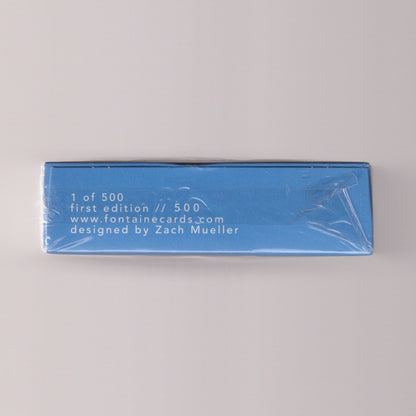 1 of 500
first edition // 500
www.fontainecards.com
designed by Zach Mueller